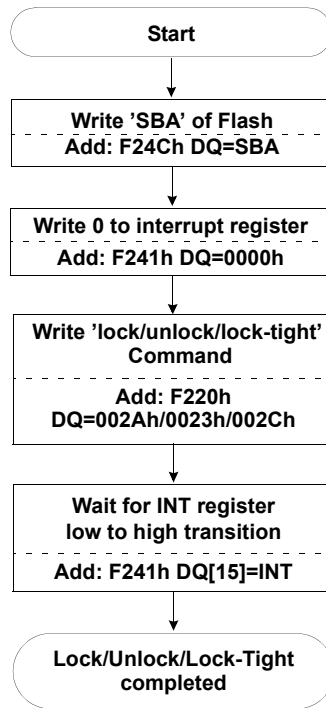 Start
Write ’SBA’ of Flash
Add: F24Ch DQ=SBA
Write 0 to interrupt register
Add: F241h DQ=0000h
Write ’lock/unlock/lock-tight’
Command
Add: F220h
DQ=002Ah/0023h/002Ch
Wait for INT register
low to high transition
Add: F241h DQ[15]=INT
Lock/Unlock/Lock-Tight
completed